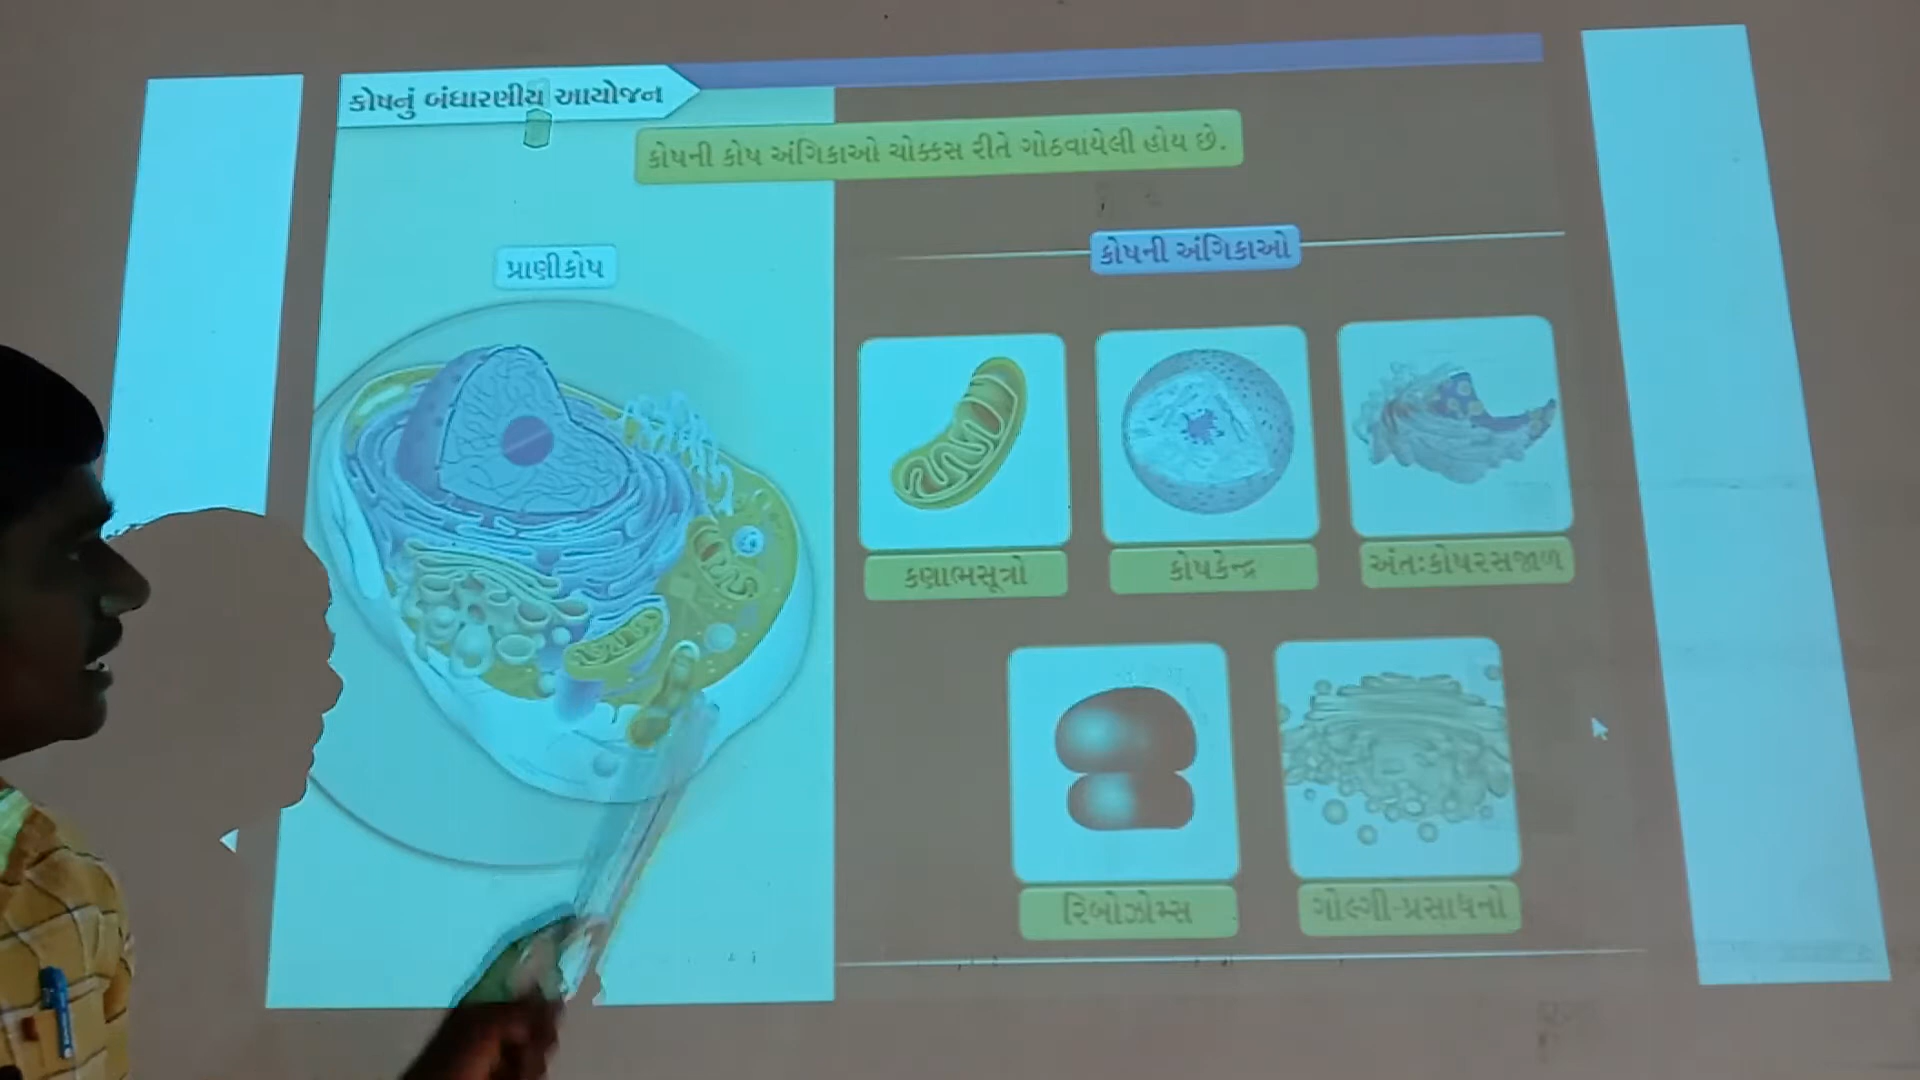 કોષનું બંધારણીય આયોજન
કોષની કોષ અંગિકાઓ ચોક્કસ રીતે ગોઠવાયેલી હોય છે.
પ્રાણીકોષ
કોષની અંગિકાઓ
કણાભસૂત્રો
કોષકેન્દ્ર
અંતઃકોષરસજાળ
રિબોઝોમ્સ
ગોલ્ગી-પ્રસાધનો